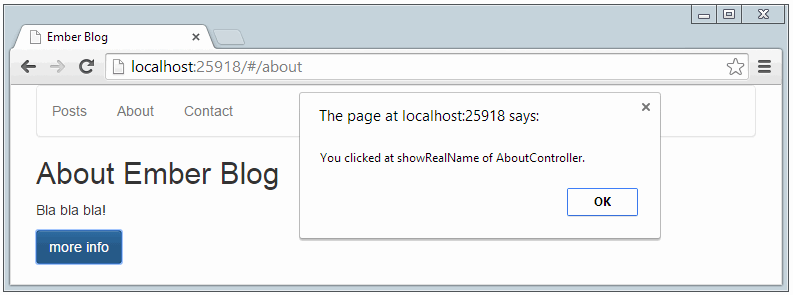 Ember Blog
localhost:25918/#/about
Posts About Contact
The page at localhost:25918 says:
You clicked at showRealName of AboutController.
OK
About Ember Blog
Bla bla bla!
more info